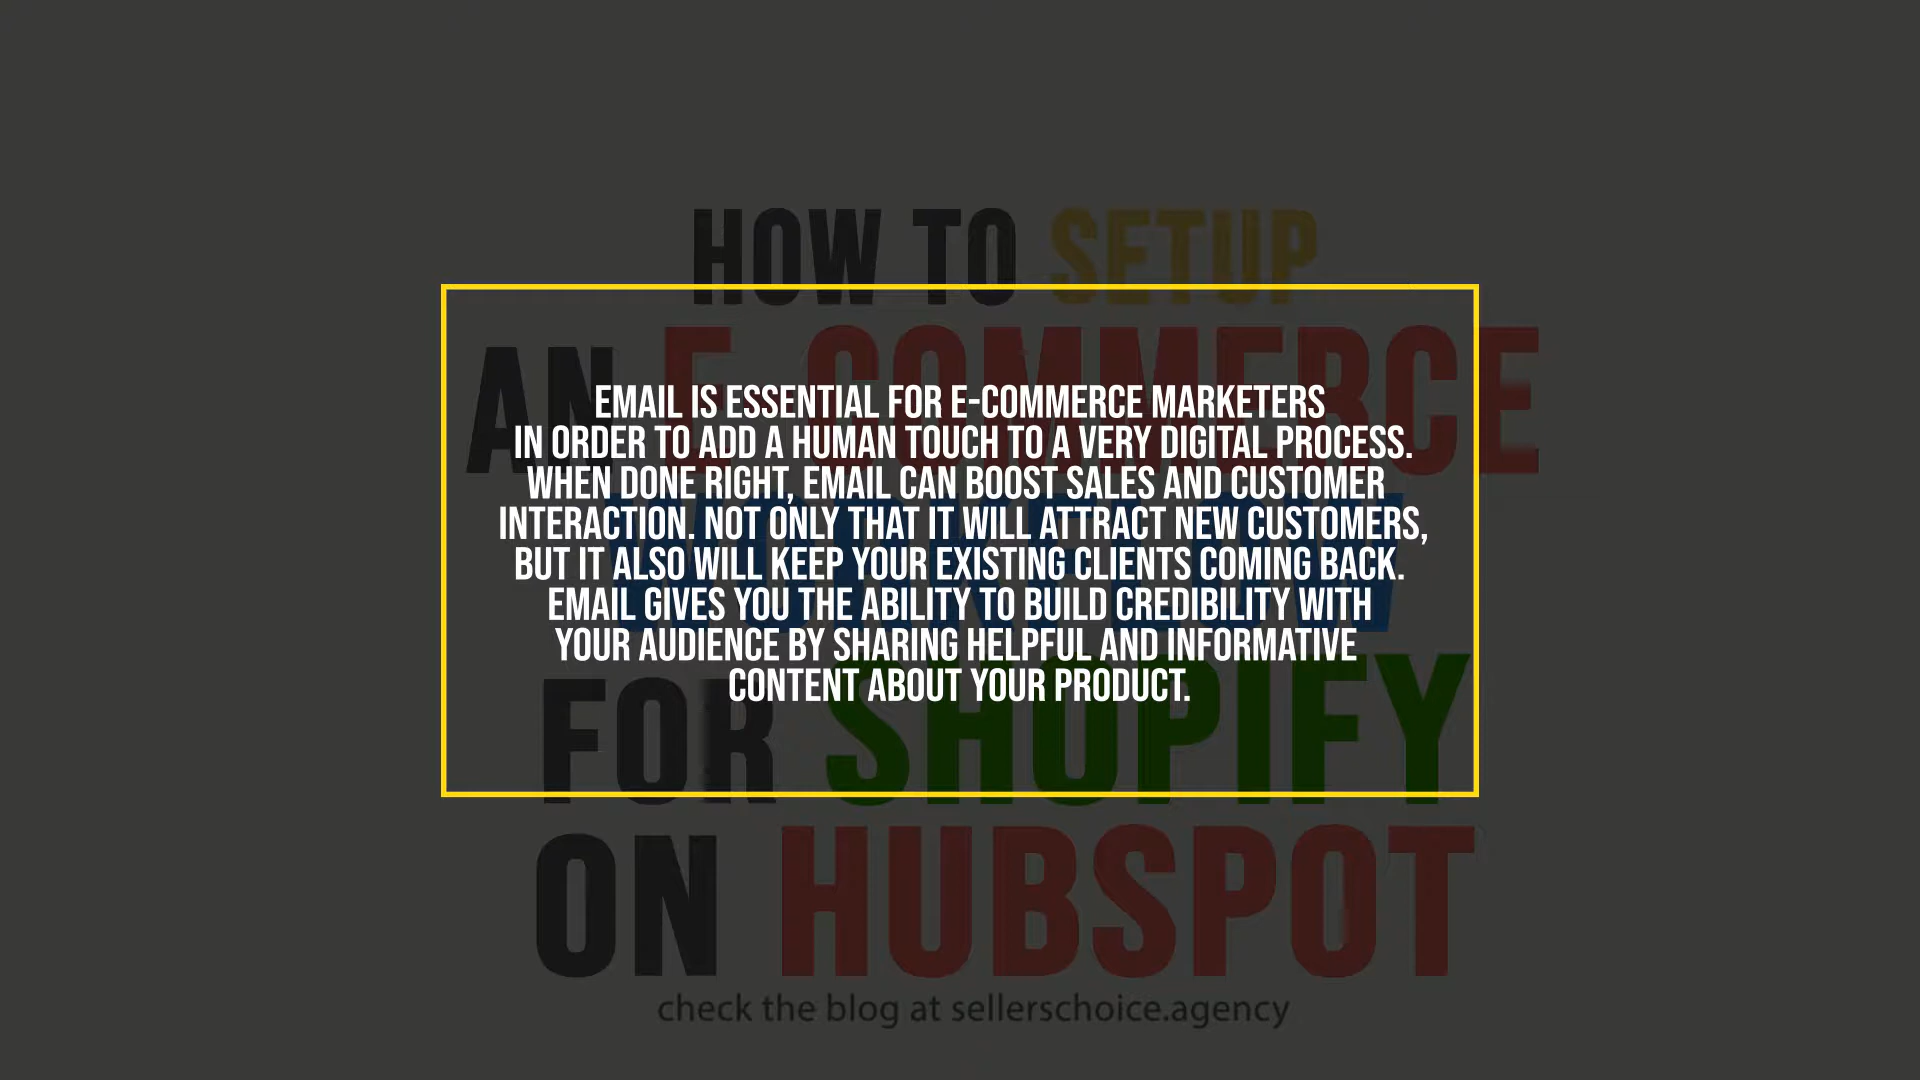 HOW TO SETUP
AN E-COMMERCE
WORKFLOW
FOR SHOPIFY
ON HUBSPOT
check the blog at sellerschoice.agency
EMAIL IS ESSENTIAL FOR E-COMMERCE MARKETERS
IN ORDER TO ADD A HUMAN TOUCH TO A VERY DIGITAL PROCESS.
WHEN DONE RIGHT, EMAIL CAN BOOST SALES AND CUSTOMER
INTERACTION. NOT ONLY THAT IT WILL ATTRACT NEW CUSTOMERS,
BUT IT ALSO WILL KEEP YOUR EXISTING CLIENTS COMING BACK.
EMAIL GIVES YOU THE ABILITY TO BUILD CREDIBILITY WITH
YOUR AUDIENCE BY SHARING HELPFUL AND INFORMATIVE
CONTENT ABOUT YOUR PRODUCT.